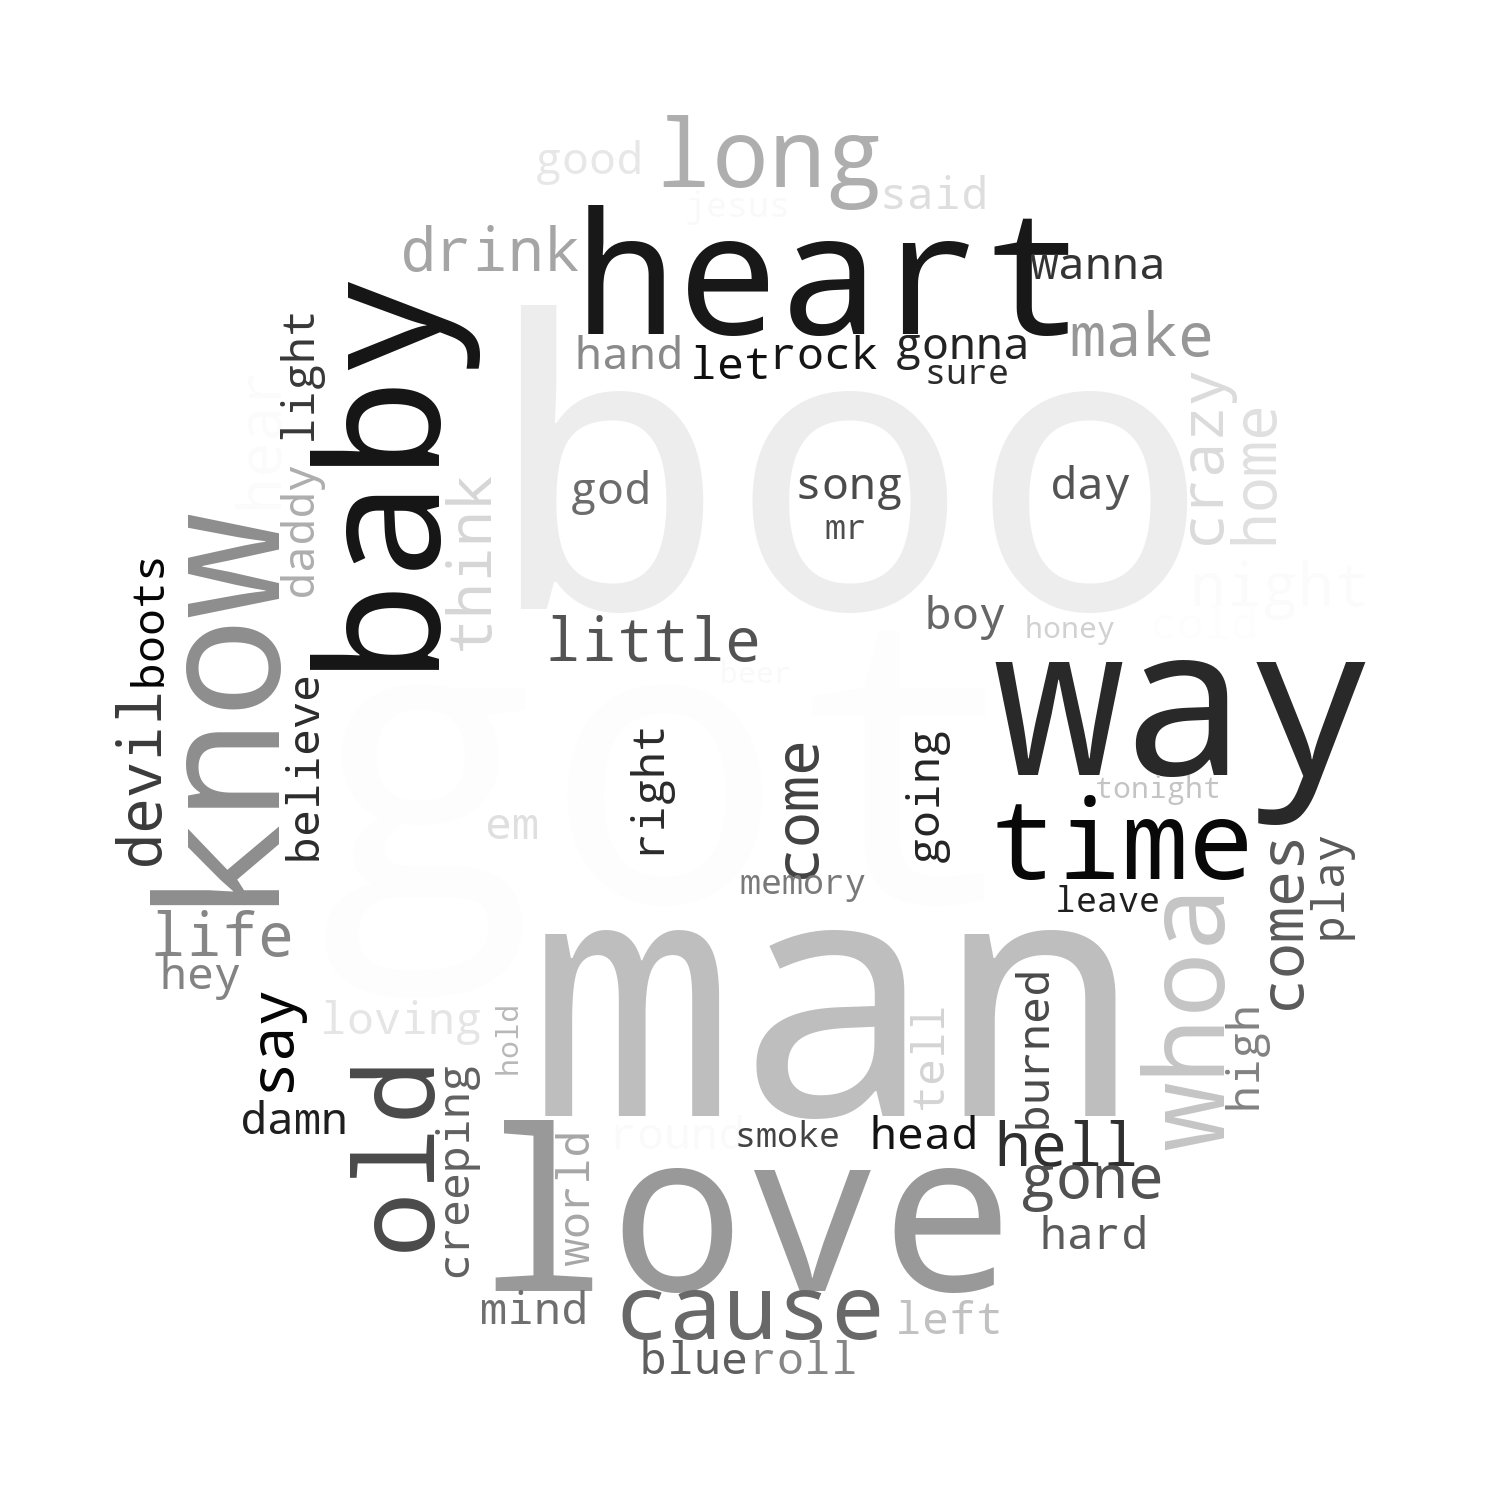 long
good
said
jesus
heart
drink
wanna
baby
light
make
hand
let
rock
gonna
sure
boo
hear
crazy
home
daddy
think
god
song
day
mr
know
boots
night
cold
boy
honey
little
way
got
beer
devil
believe
right
come
going
tonight
time
em
memory
leave
comes
play
whoa
man
life
hey
loving
hold
say
tell
burned
high
old
creeping
damn
round
smoke
head
hell
love
world
gone
hard
mind
cause
left
blue
roll